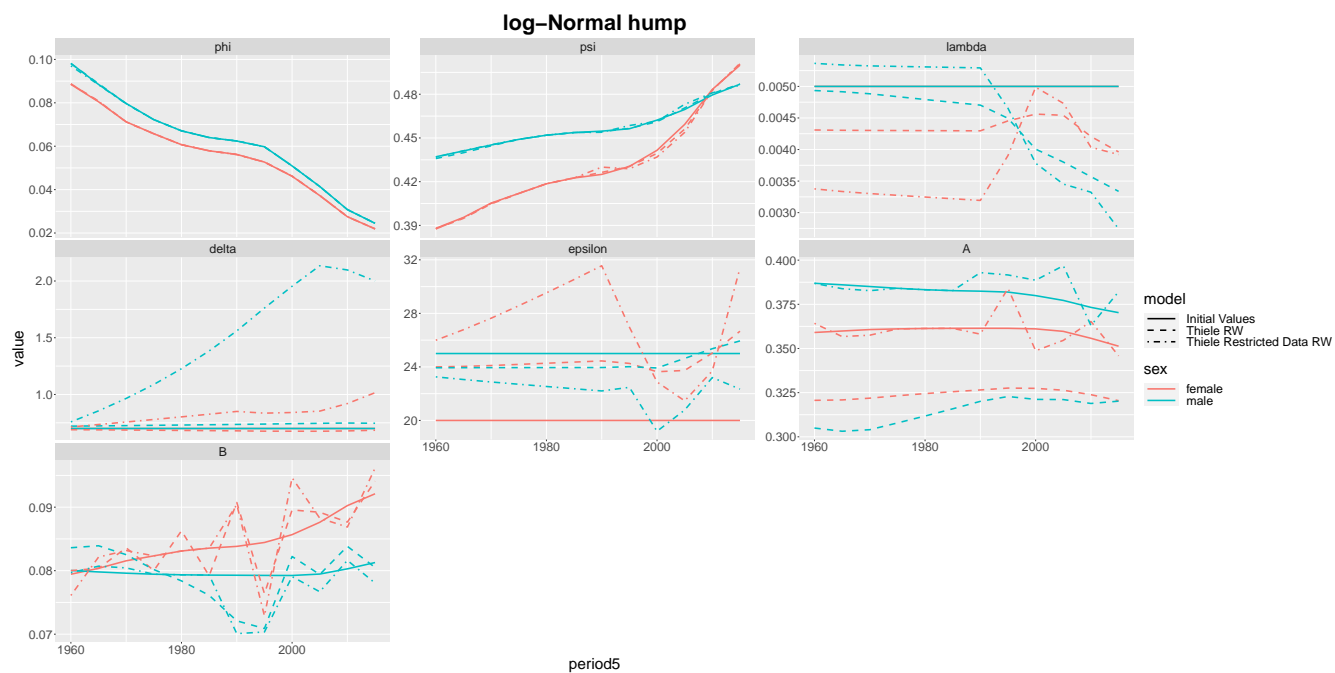 log−Normal hump
phi
psi
lambda
0.10
0.08
0.06
0.04
0.02
0.48
0.45
0.42
0.39
0.0050
0.0045
0.0040
0.0035
0.0030
delta
epsilon
A
2.0
1.5
1.0
32
28
24
20
0.400
0.375
0.350
0.325
0.300
1960
1980
2000
1960
1980
2000
B
0.09
0.08
0.07
1960
1980
2000
value
period5
model
Initial Values
Thiele RW
Thiele Restricted Data RW
sex
female
male